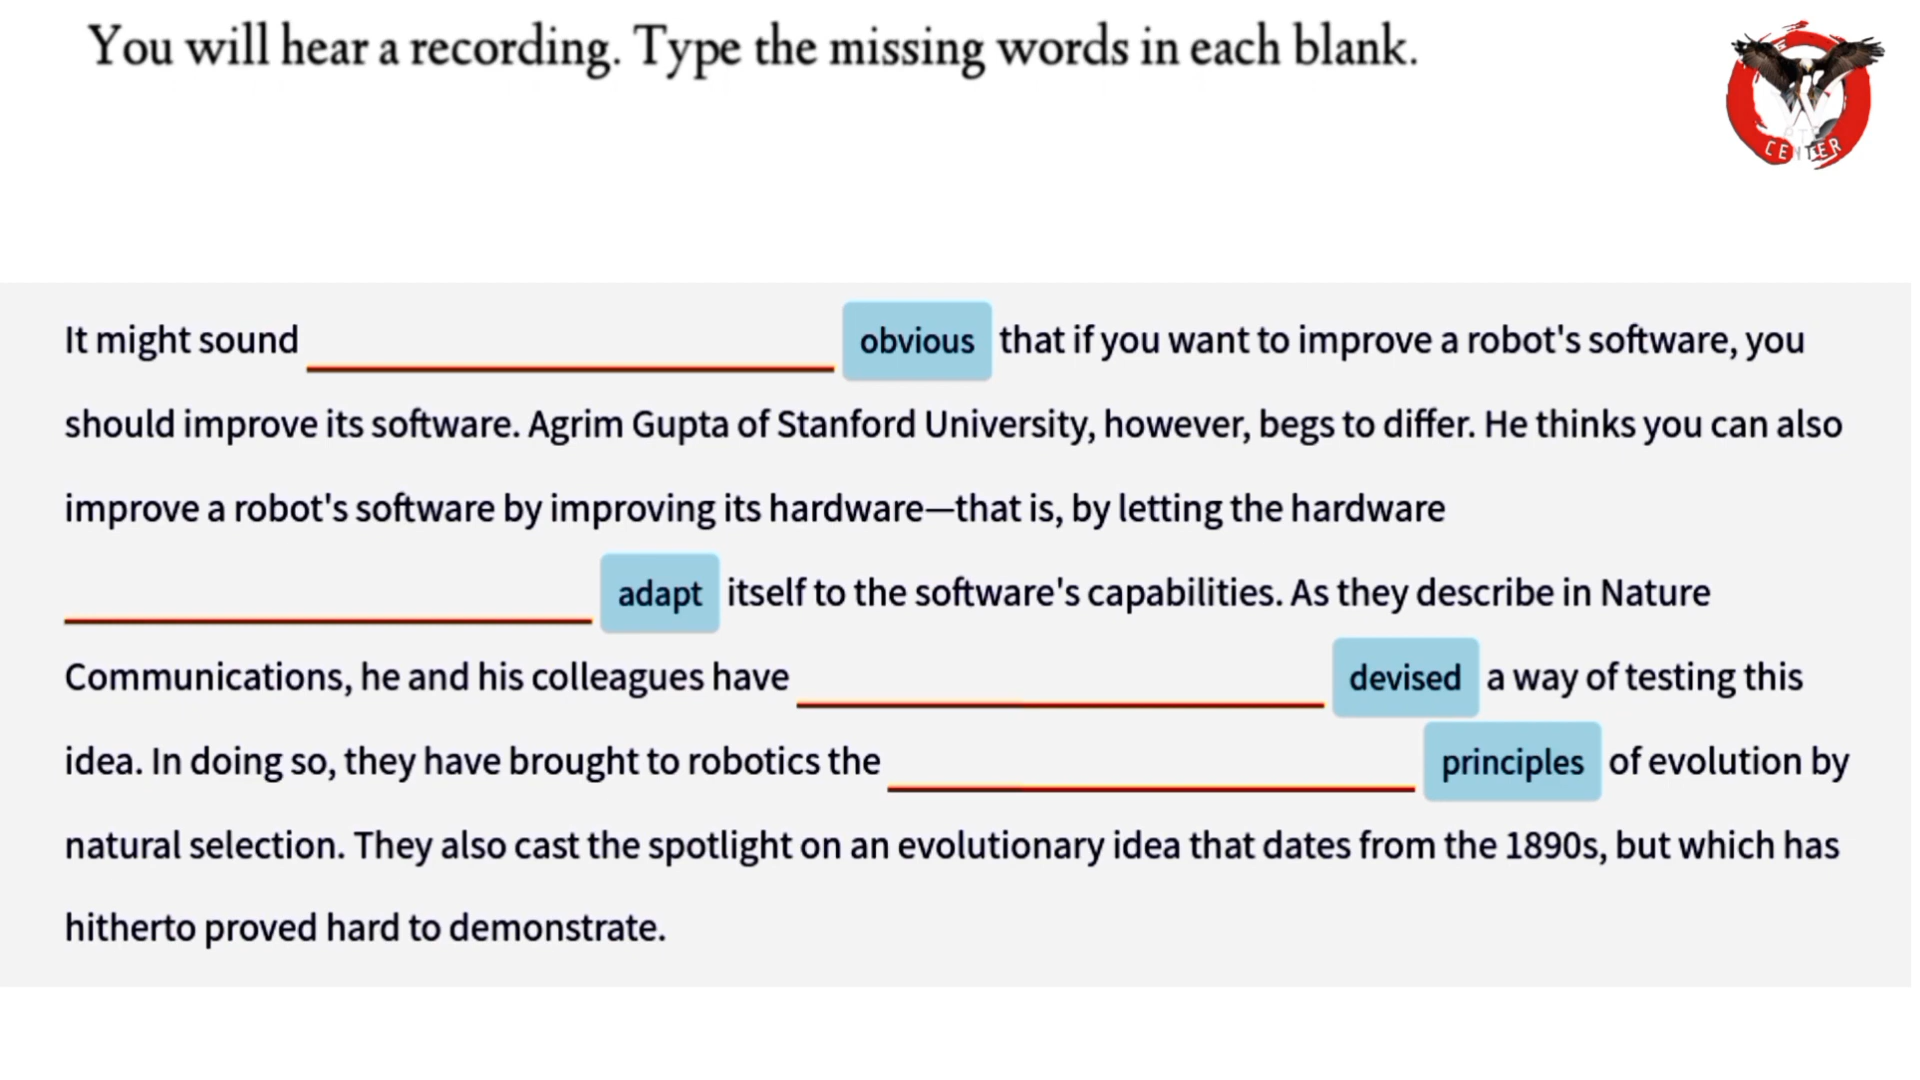 You will hear a recording. Type the missing words in each blank.
CENTER
It might sound obvious that if you want to improve a robot's software, you
should improve its software. Agrim Gupta of Stanford University, however, begs to differ. He thinks you can also
improve a robot's software by improving its hardware—that is, by letting the hardware
adapt itself to the software's capabilities. As they describe in Nature
Communications, he and his colleagues have devised a way of testing this
idea. In doing so, they have brought to robotics the principles of evolution by
natural selection. They also cast the spotlight on an evolutionary idea that dates from the 1890s, but which has
hitherto proved hard to demonstrate.